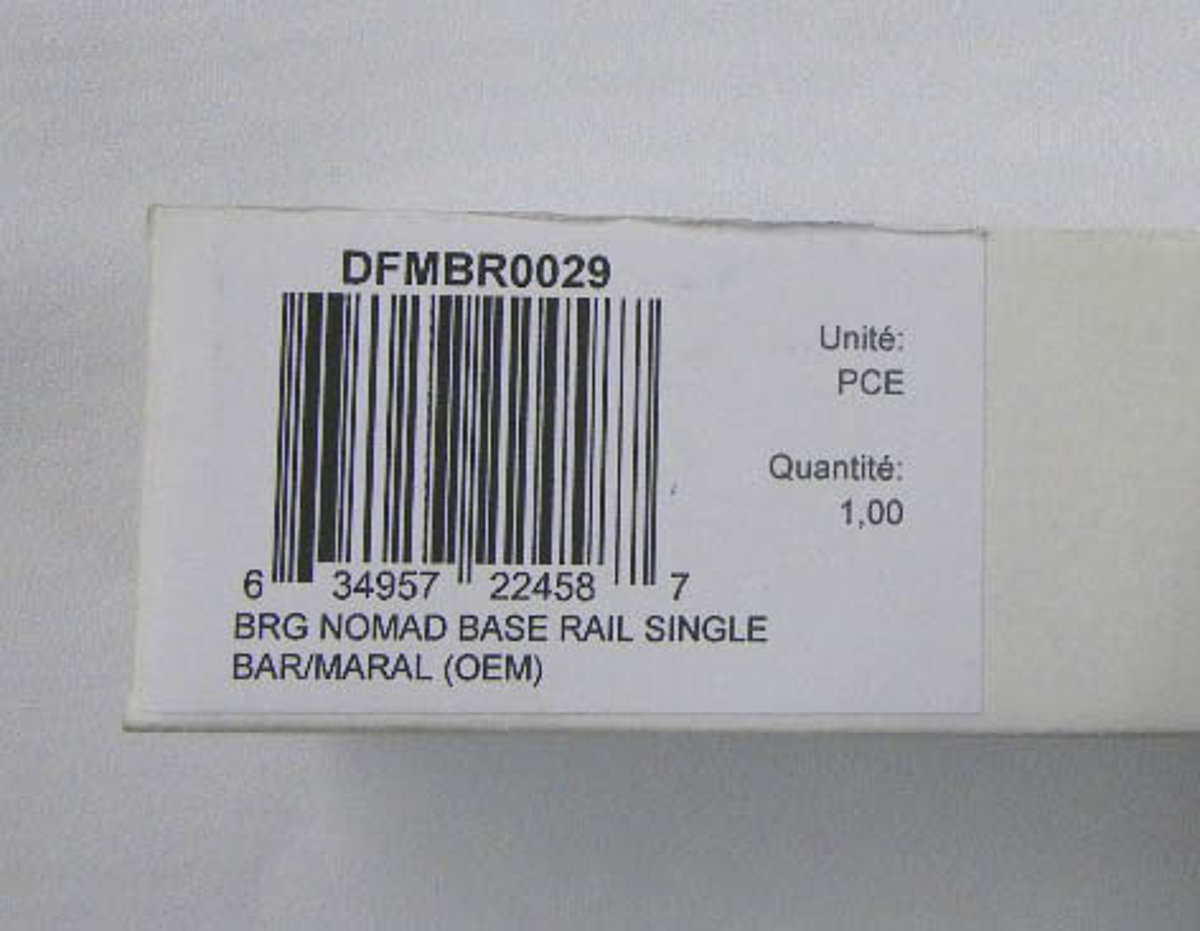 DFMBR0029
6 34957 22458 7
BRG NOMAD BASE RAIL SINGLE
BAR/MARAL (OEM)
Unité:
PCE
Quantité:
1,00